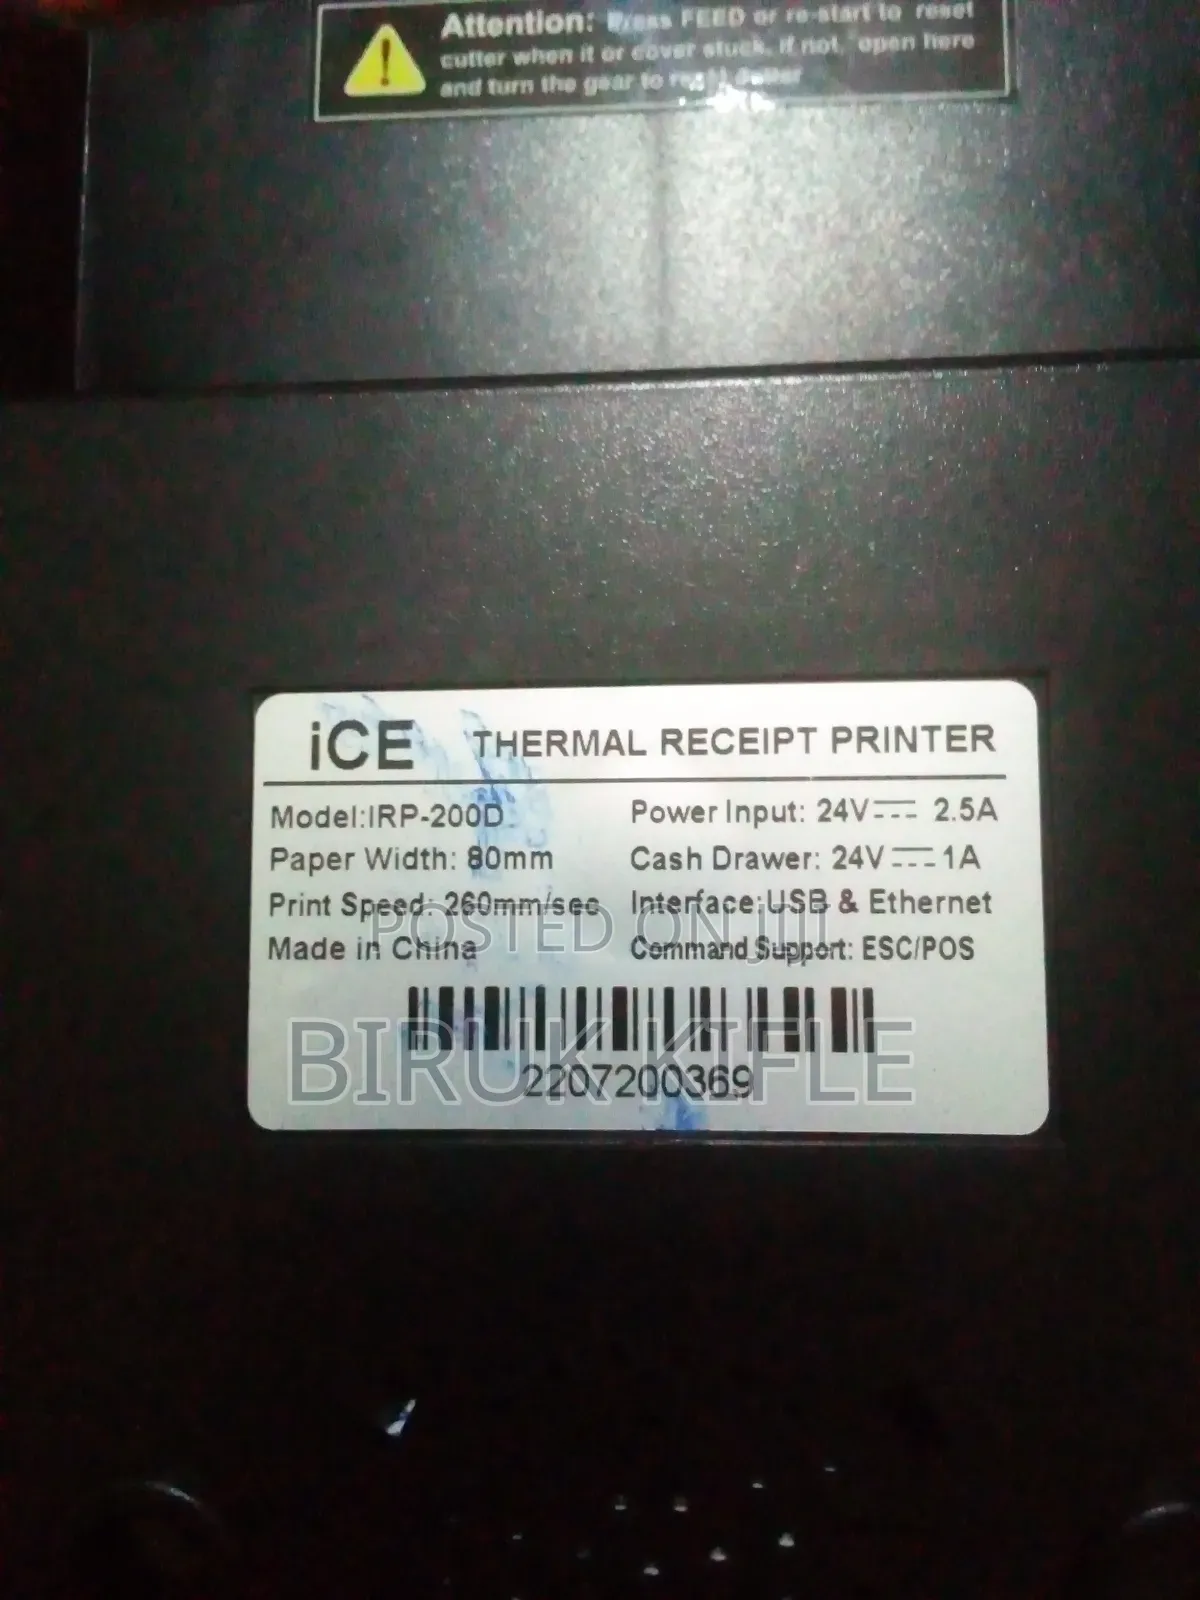 Attention: Press FEED or re-start to reset
cutter when it or cover stuck. If not, open here
and turn the gear to reset cutter
iCE THERMAL RECEIPT PRINTER
Model:IRP-200D Power Input: 24V⎓ 2.5A
Paper Width: 80mm Cash Drawer: 24V⎓1A
Print Speed: 260mm/sec Interface:USB & Ethernet
Made in China Command Support: ESC/POS
POSTED ON Jiji
BIRUK KIFLE
2207200369